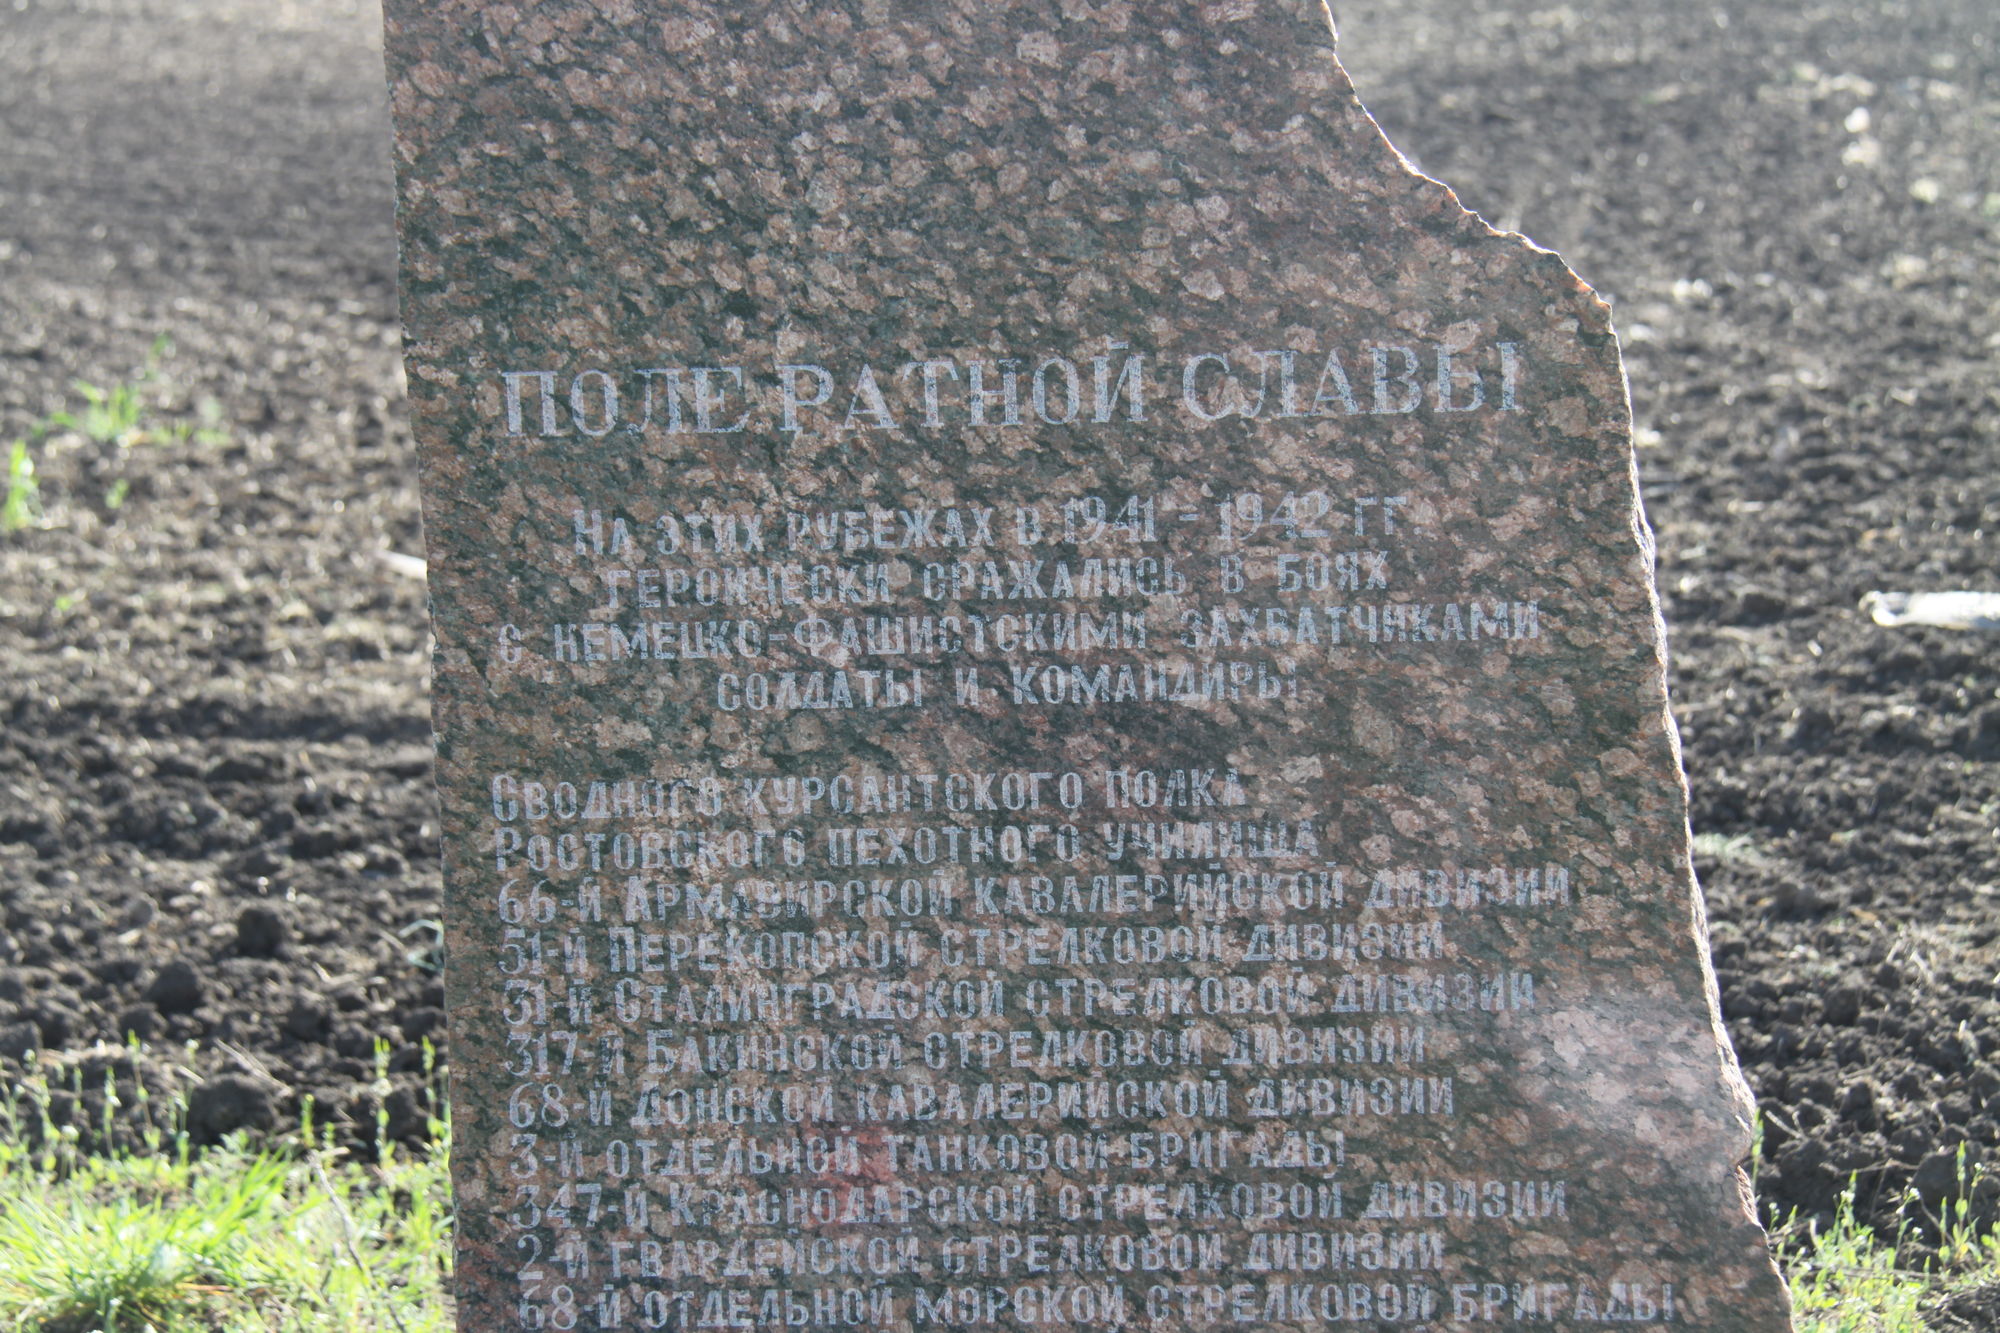 ПОЛЕ РАТНОЙ СЛАВЫ
На этих рубежах в 1941 - 1942 гг.
героически сражались в боях
с немецко-фашистскими захватчиками
солдаты и командиры
Сводного курсантского полка
Ростовского пехотного училища
66-й Армавирской кавалерийской дивизии
51-й Перекопской стрелковой дивизии
31-й Сталинградской стрелковой дивизии
317-й Бакинской стрелковой дивизии
68-й Донской кавалерийской дивизии
3-й отдельной танковой бригады
347-й Краснодарской стрелковой дивизии
2-й гвардейской стрелковой дивизии
68-й отдельной морской стрелковой бригады